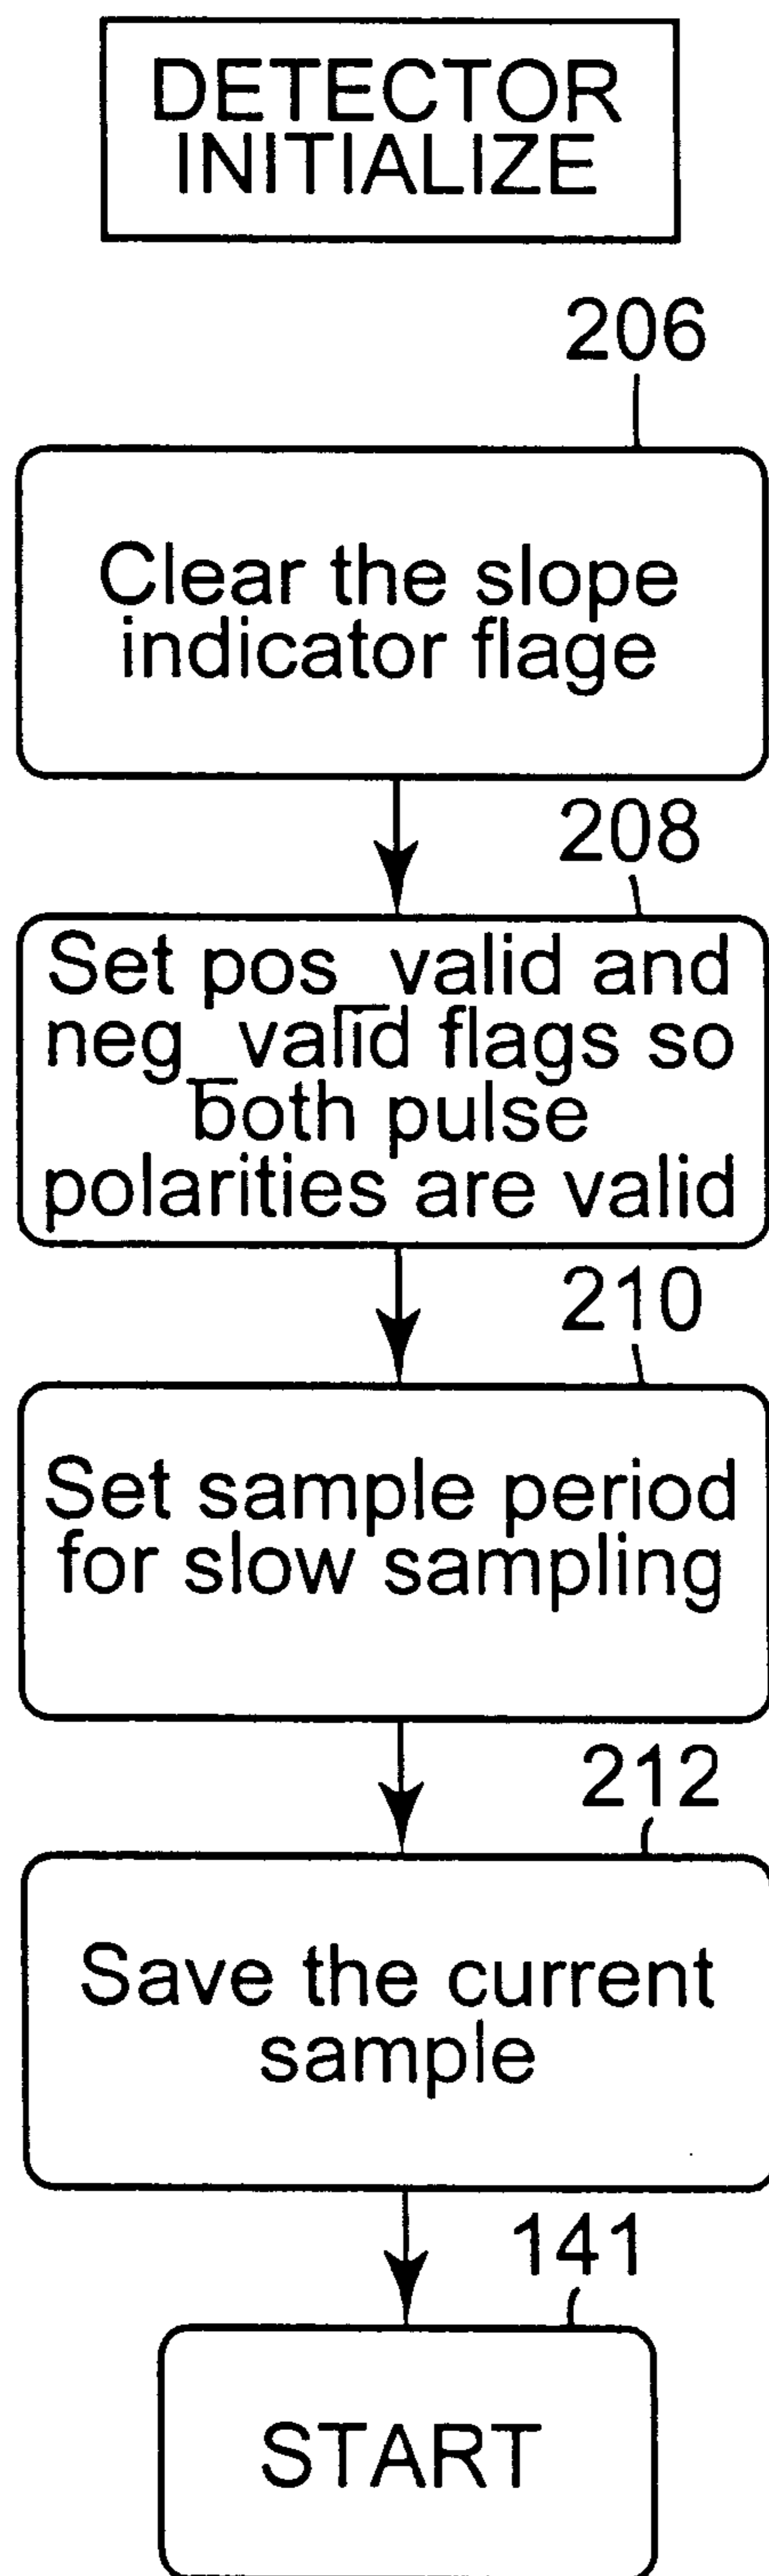 DETECTOR
INITIALIZE
206
Clear the slope
indicator flage
208
Set pos_valid and
neg_valid flags so
both pulse
polarities are valid
210
Set sample period
for slow sampling
212
Save the current
sample
141
START